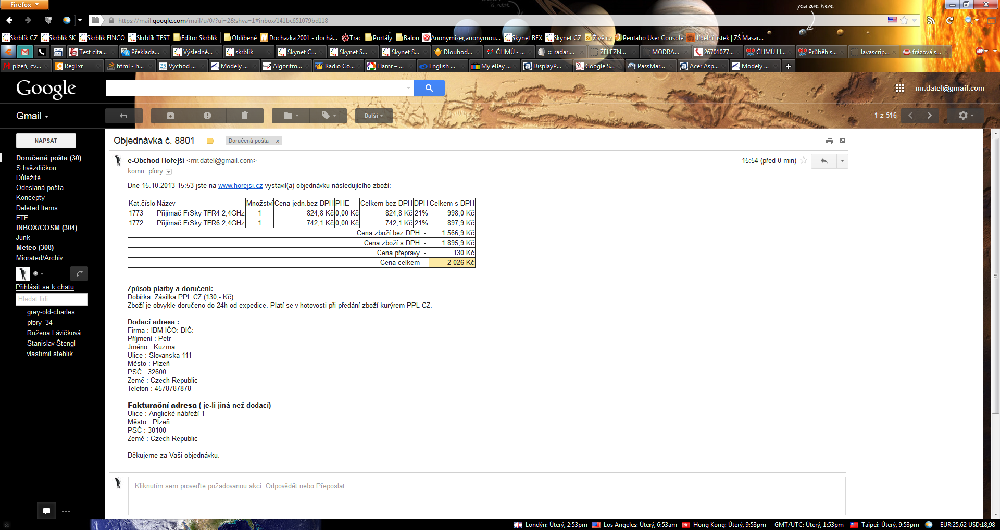 Firefox
is here
you are here
https://mail.google.com/mail/u/0/?ui=2&shva=1#inbox/141bc651079bd118
Skrblík CZ Skrblík SK Skrblík FINCO Skrblík TEST Editor Skrblík Oblíbené Dochazka 2001 - dochá... Trac Portály Balon Anonymizer,anonymou... Skynet BEX Skynet CZ Živě.cz Pentaho User Console Jídelní lístek | ZŠ Masar...
Test cita... Překlada... Výsledné... skrblik Skynet C... Skynet S... Skynet S... Dlouhod... ČHMÚ - ... ::: radar.... ŽELEZN... MODRA... 26701077... ČHMÚ H... Průběh s... Javascrip... frázová s... ABP
plzeň, cv... RegExr html - h... Východ ... Modely ... Algoritm... Radio Co... Hamr – ... English ... My eBay ... DisplayP... Google S... PassMar... Acer Asp... Modely ...
Google
mr.datel@gmail.com
Gmail
Další
1 z 516
NAPSAT
Objednávka č. 8801
Doručená pošta x
Doručená pošta (30)
S hvězdičkou
Důležité
Odeslaná pošta
Koncepty
Deleted Items
FTF
INBOX/COSM (304)
Junk
Meteo (308)
Migrated/Archiv
Přihlásit se k chatu
Hledat lidi...
grey-old-charles...
pfory_34
Růžena Lávičková
Stanislav Štengl
vlastimil.stehlik
e-Obchod Hořejší <mr.datel@gmail.com>
15:54 (před 0 min)
komu: pfory
Dne 15.10.2013 15:53 jste na www.horejsi.cz vystavil(a) objednávku následujícího zboží:
Kat.číslo Název Množství Cena jedn.bez DPH PHE Celkem bez DPH DPH Celkem s DPH
1773 Přijímač FrSky TFR4 2,4GHz 1 824,8 Kč 0,00 Kč 824,8 Kč 21% 998,0 Kč
1772 Přijímač FrSky TFR6 2,4GHz 1 742,1 Kč 0,00 Kč 742,1 Kč 21% 897,9 Kč
Cena zboží bez DPH - 1 566,9 Kč
Cena zboží s DPH - 1 895,9 Kč
Cena přepravy - 130 Kč
Cena celkem - 2 026 Kč
Způsob platby a doručení:
Dobírka. Zásilka PPL CZ (130,- Kč)
Zboží je obvykle doručeno do 24h od expedice. Platí se v hotovosti při předání zboží kurýrem PPL CZ.
Dodací adresa :
Firma : IBM IČO: DIČ:
Příjmení : Petr
Jméno : Kuzma
Ulice : Slovanska 111
Město : Plzeň
PSČ : 32600
Země : Czech Republic
Telefon : 4578787878
Fakturační adresa ( je-li jiná než dodací)
Ulice : Anglické nábřeží 1
Město : Plzeň
PSČ : 30100
Země : Czech Republic
Děkujeme za Vaši objednávku.
Kliknutím sem proveďte požadovanou akci: Odpovědět nebo Přeposlat
Londýn: Úterý, 2:53pm Los Angeles: Úterý, 6:53am Hong Kong: Úterý, 9:53pm GMT/UTC: Úterý, 1:53pm Taipei: Úterý, 9:53pm EUR:25,62 USD:18,98